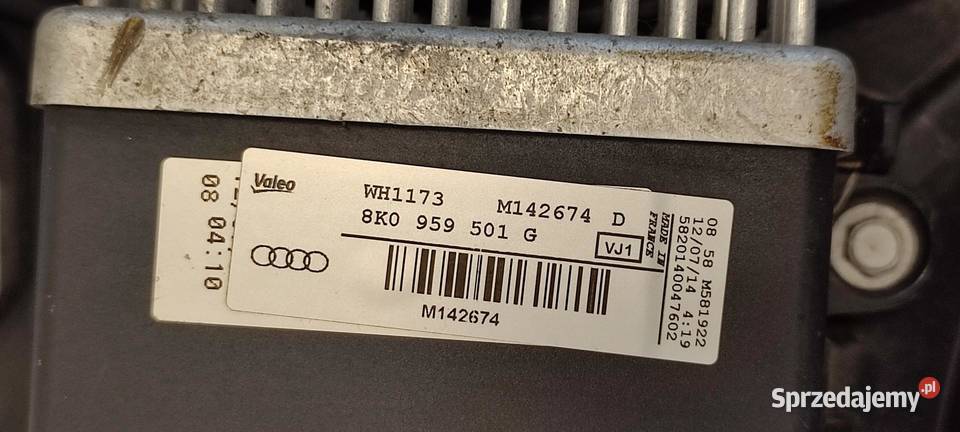 Valeo
WH1173 M142674 D
8K0 959 501 G
VJ1
M142674
MADE IN
FRANCE
08 58 M581922
12/07/14 4:19
5820140047602
08 04:10
Sprzedajemy.pl